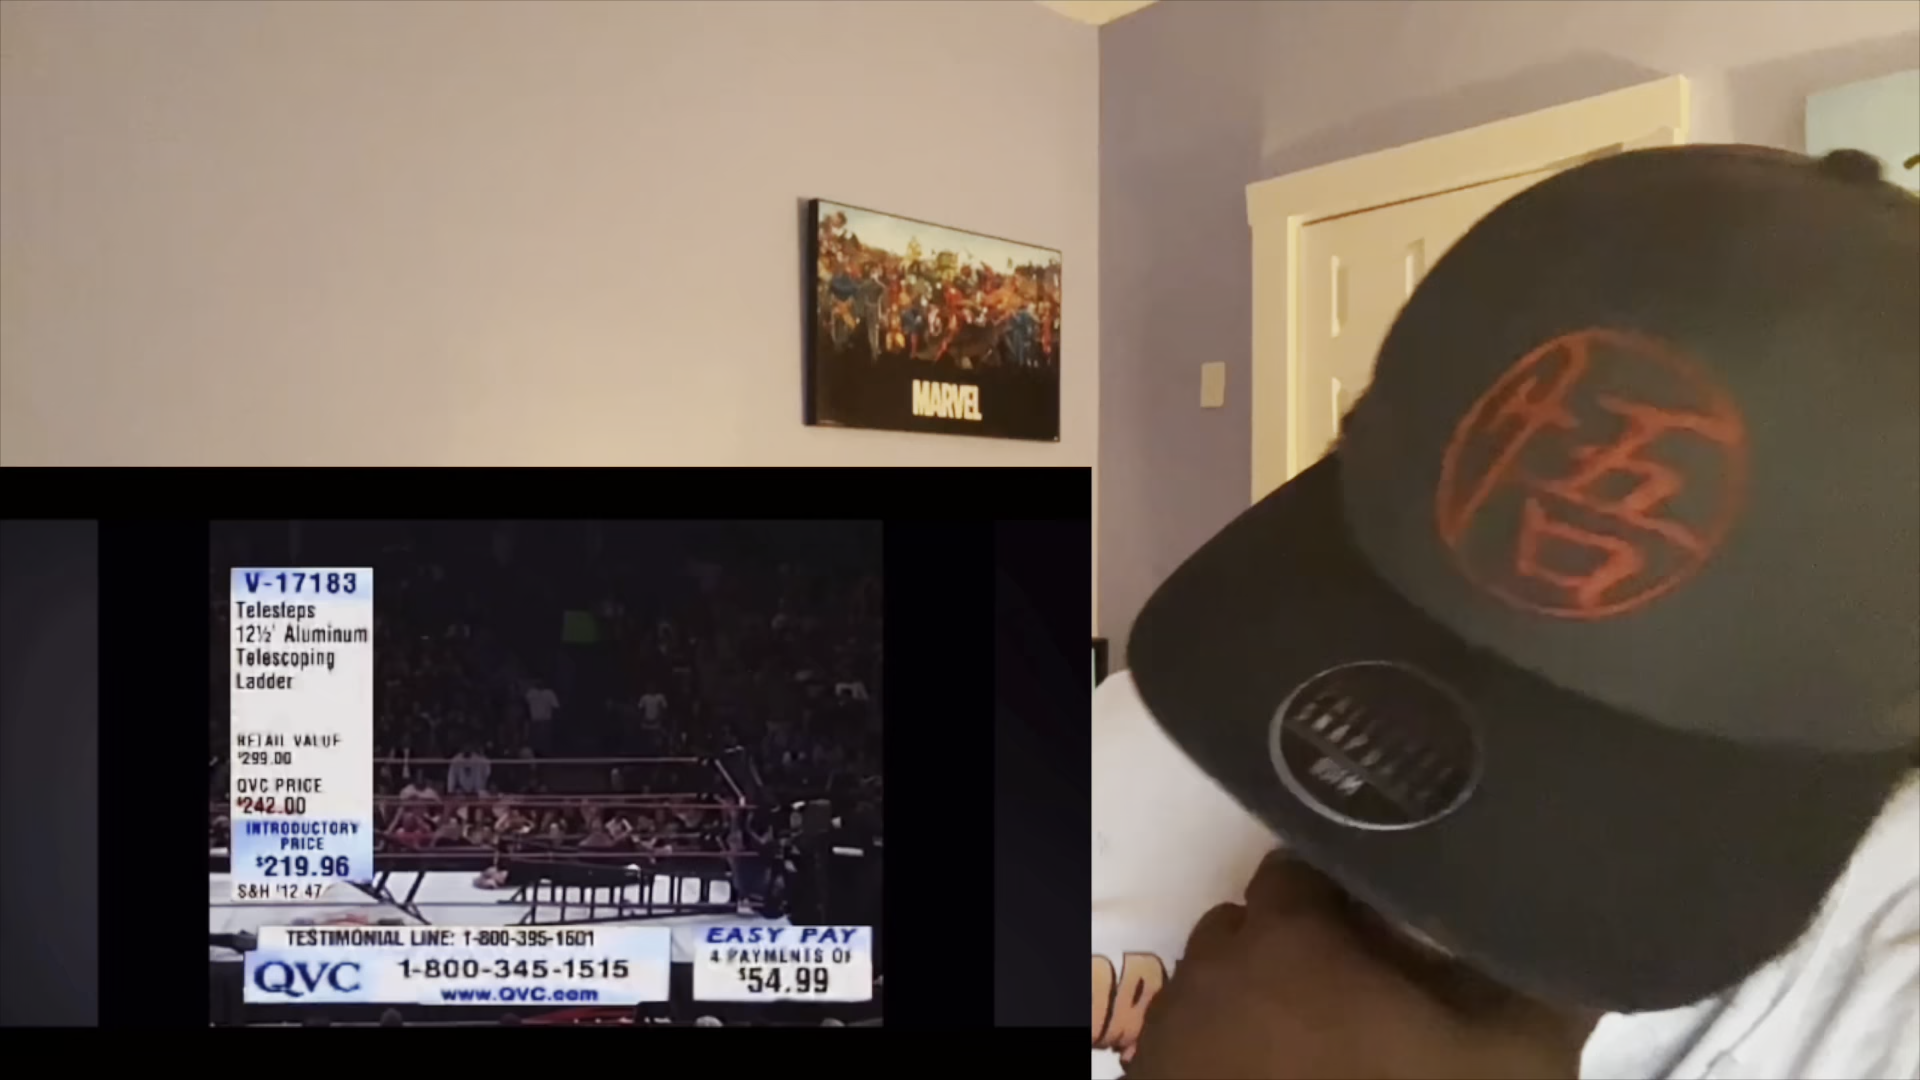 MARVEL
悟
V-17183
Telesteps
12½' Aluminum
Telescoping
Ladder
RETAIL VALUE
$299.00
QVC PRICE
$242.00
INTRODUCTORY
PRICE
$219.96
S&H $12.47
TESTIMONIAL LINE: 1-800-395-1601
QVC 1-800-345-1515
www.QVC.com
EASY PAY
4 PAYMENTS OF
$54.99